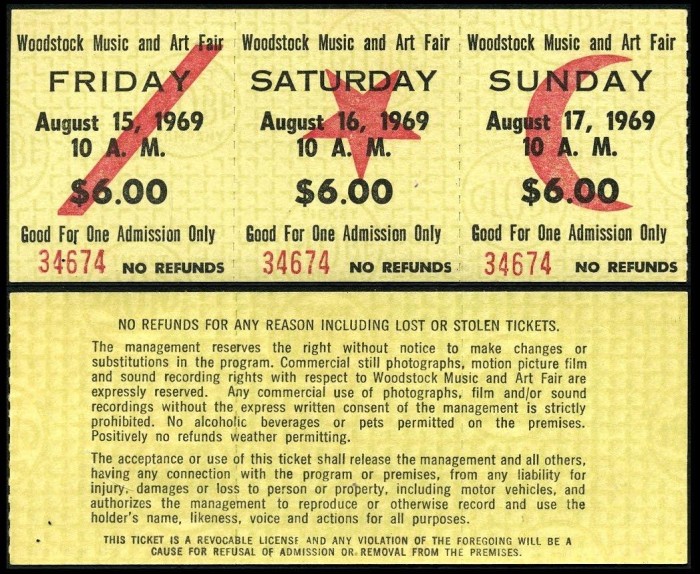 Woodstock Music and Art Fair
FRIDAY
August 15, 1969
10 A. M.
$6.00
Good For One Admission Only
34674 NO REFUNDS
Woodstock Music and Art Fair
SATURDAY
August 16, 1969
10 A. M.
$6.00
Good For One Admission Only
34674 NO REFUNDS
Woodstock Music and Art Fair
SUNDAY
August 17, 1969
10 A. M.
$6.00
Good For One Admission Only
34674 NO REFUNDS
NO REFUNDS FOR ANY REASON INCLUDING LOST OR STOLEN TICKETS.
The management reserves the right without notice to make changes or
substitutions in the program. Commercial still photographs, motion picture film
and sound recording rights with respect to Woodstock Music and Art Fair are
expressly reserved. Any commercial use of photographs, film and/or sound
recordings without the express written consent of the management is strictly
prohibited. No alcoholic beverages or pets permitted on the premises.
Positively no refunds weather permitting.
The acceptance or use of this ticket shall release the management and all others,
having any connection with the program or premises, from any liability for
injury, damages or loss to person or property, including motor vehicles, and
authorizes the management to reproduce or otherwise record and use the
holder's name, likeness, voice and actions for all purposes.
THIS TICKET IS A REVOCABLE LICENSE AND ANY VIOLATION OF THE FOREGOING WILL BE A
CAUSE FOR REFUSAL OF ADMISSION OR REMOVAL FROM THE PREMISES.